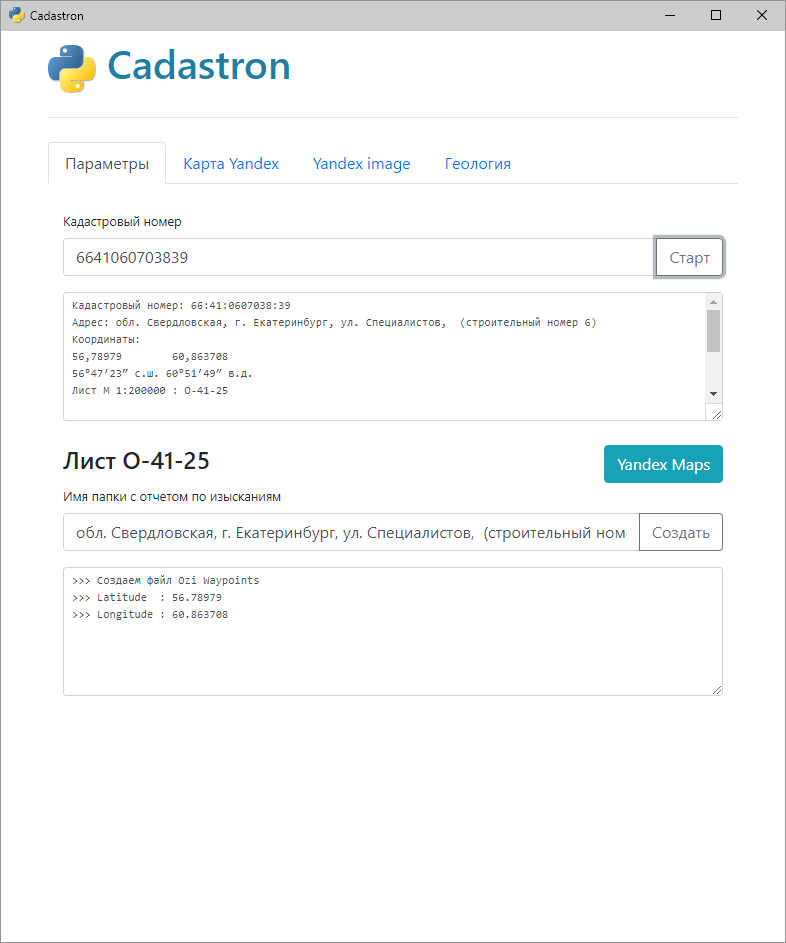 Cadastron
Cadastron
Параметры Карта Yandex Yandex image Геология
Кадастровый номер
6641060703839 Старт
Кадастровый номер: 66:41:0607038:39
Адрес: обл. Свердловская, г. Екатеринбург, ул. Специалистов, (строительный номер 6)
Координаты:
56,78979 60,863708
56°47’23” с.ш. 60°51’49” в.д.
Лист М 1:200000 : O-41-25
Лист O-41-25 Yandex Maps
Имя папки с отчетом по изысканиям
обл. Свердловская, г. Екатеринбург, ул. Специалистов, (строительный ном Создать
>>> Создаем файл Ozi Waypoints
>>> Latitude : 56.78979
>>> Longitude : 60.863708